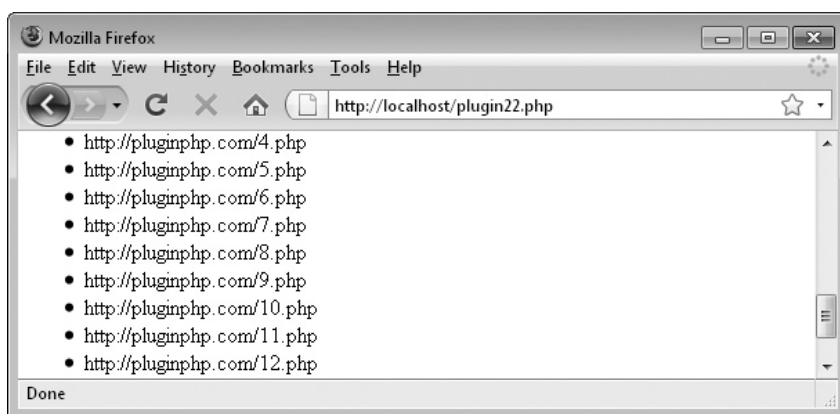 Mozilla Firefox
File Edit View History Bookmarks Tools Help
http://localhost/plugin22.php
• http://pluginphp.com/4.php
• http://pluginphp.com/5.php
• http://pluginphp.com/6.php
• http://pluginphp.com/7.php
• http://pluginphp.com/8.php
• http://pluginphp.com/9.php
• http://pluginphp.com/10.php
• http://pluginphp.com/11.php
• http://pluginphp.com/12.php
Done